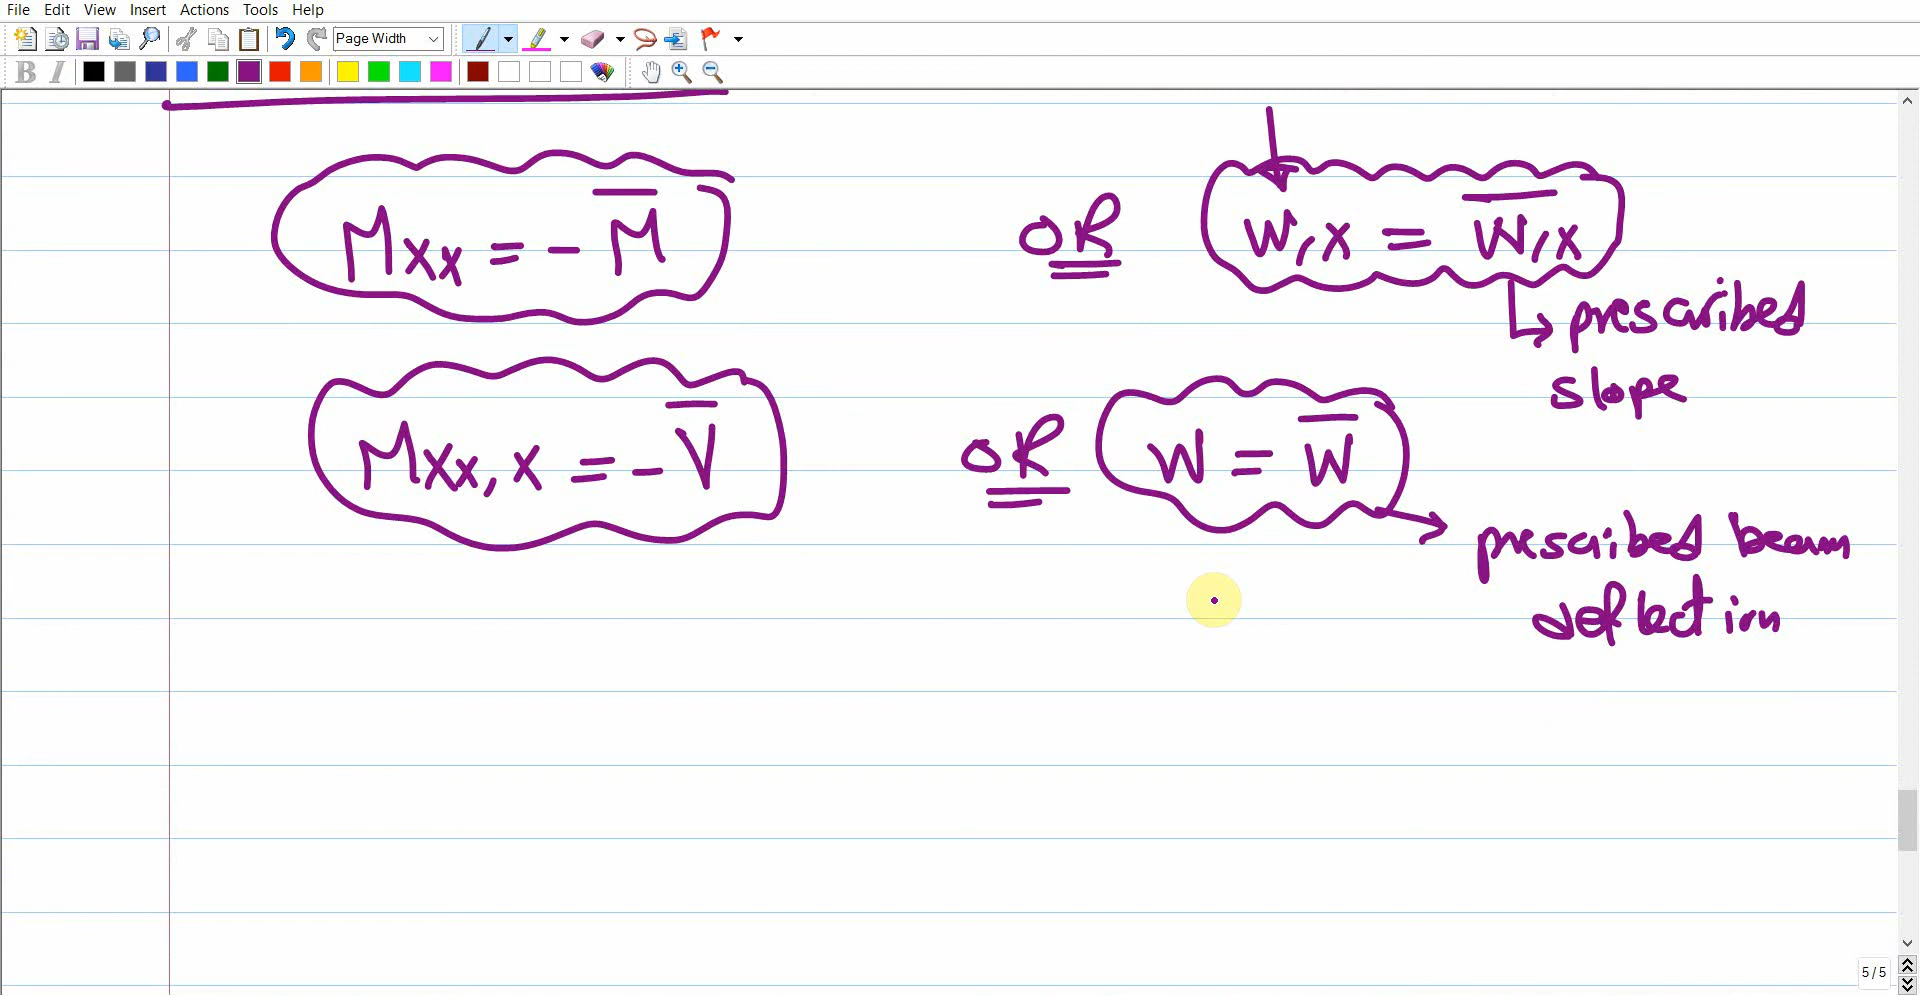 File Edit View Insert Actions Tools Help
Page Width
B I
Mxx = - M̅ OR w,x = w̅,x̅
prescribed
slope
Mxx,x = - V̅ OR w = w̅
prescribed beam
deflection
5/5